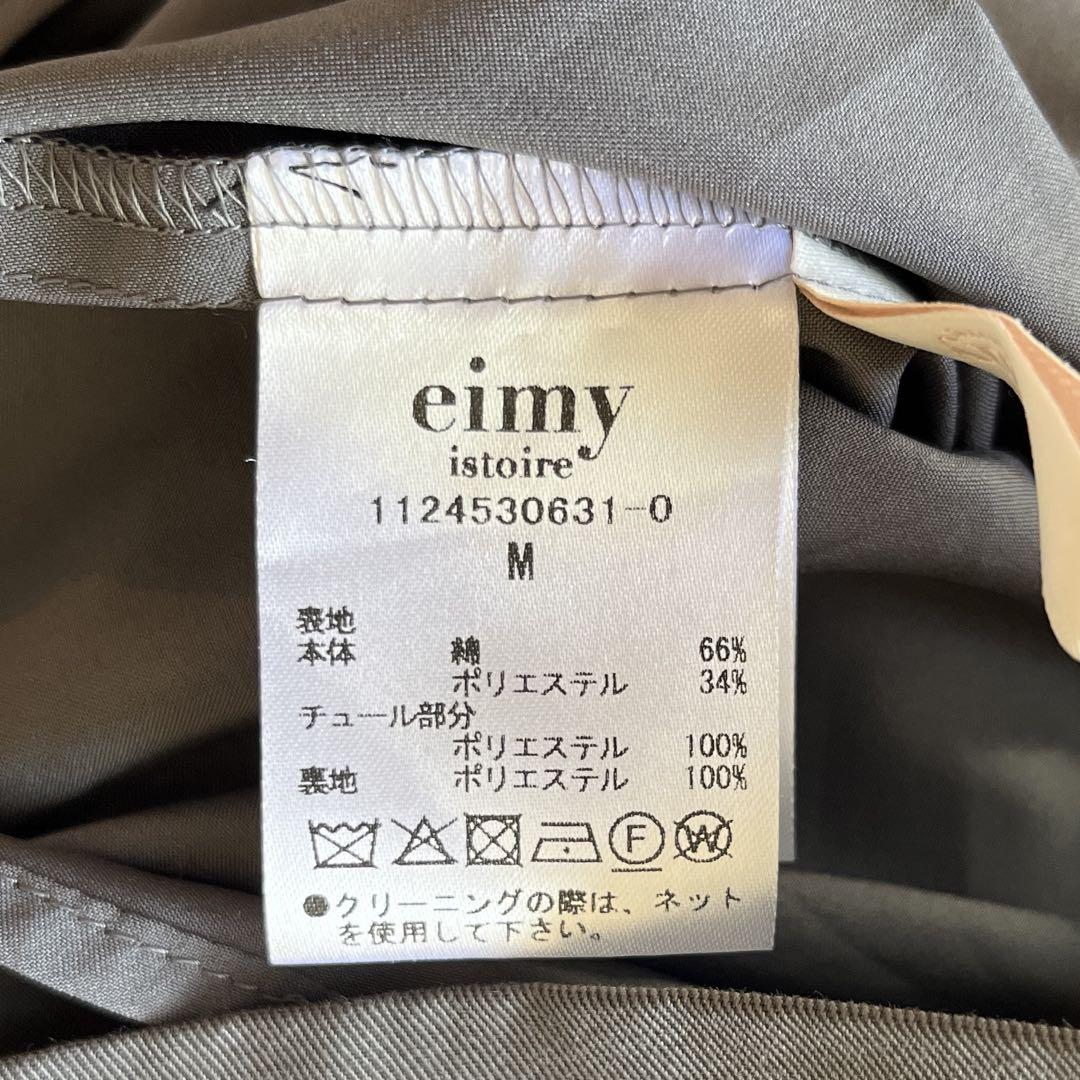 eimy
istoire
1124530631-0
M
表地
本体 綿 66%
ポリエステル 34%
チュール部分
ポリエステル 100%
裏地 ポリエステル 100%
F W
●クリーニングの際は、ネット
を使用して下さい。